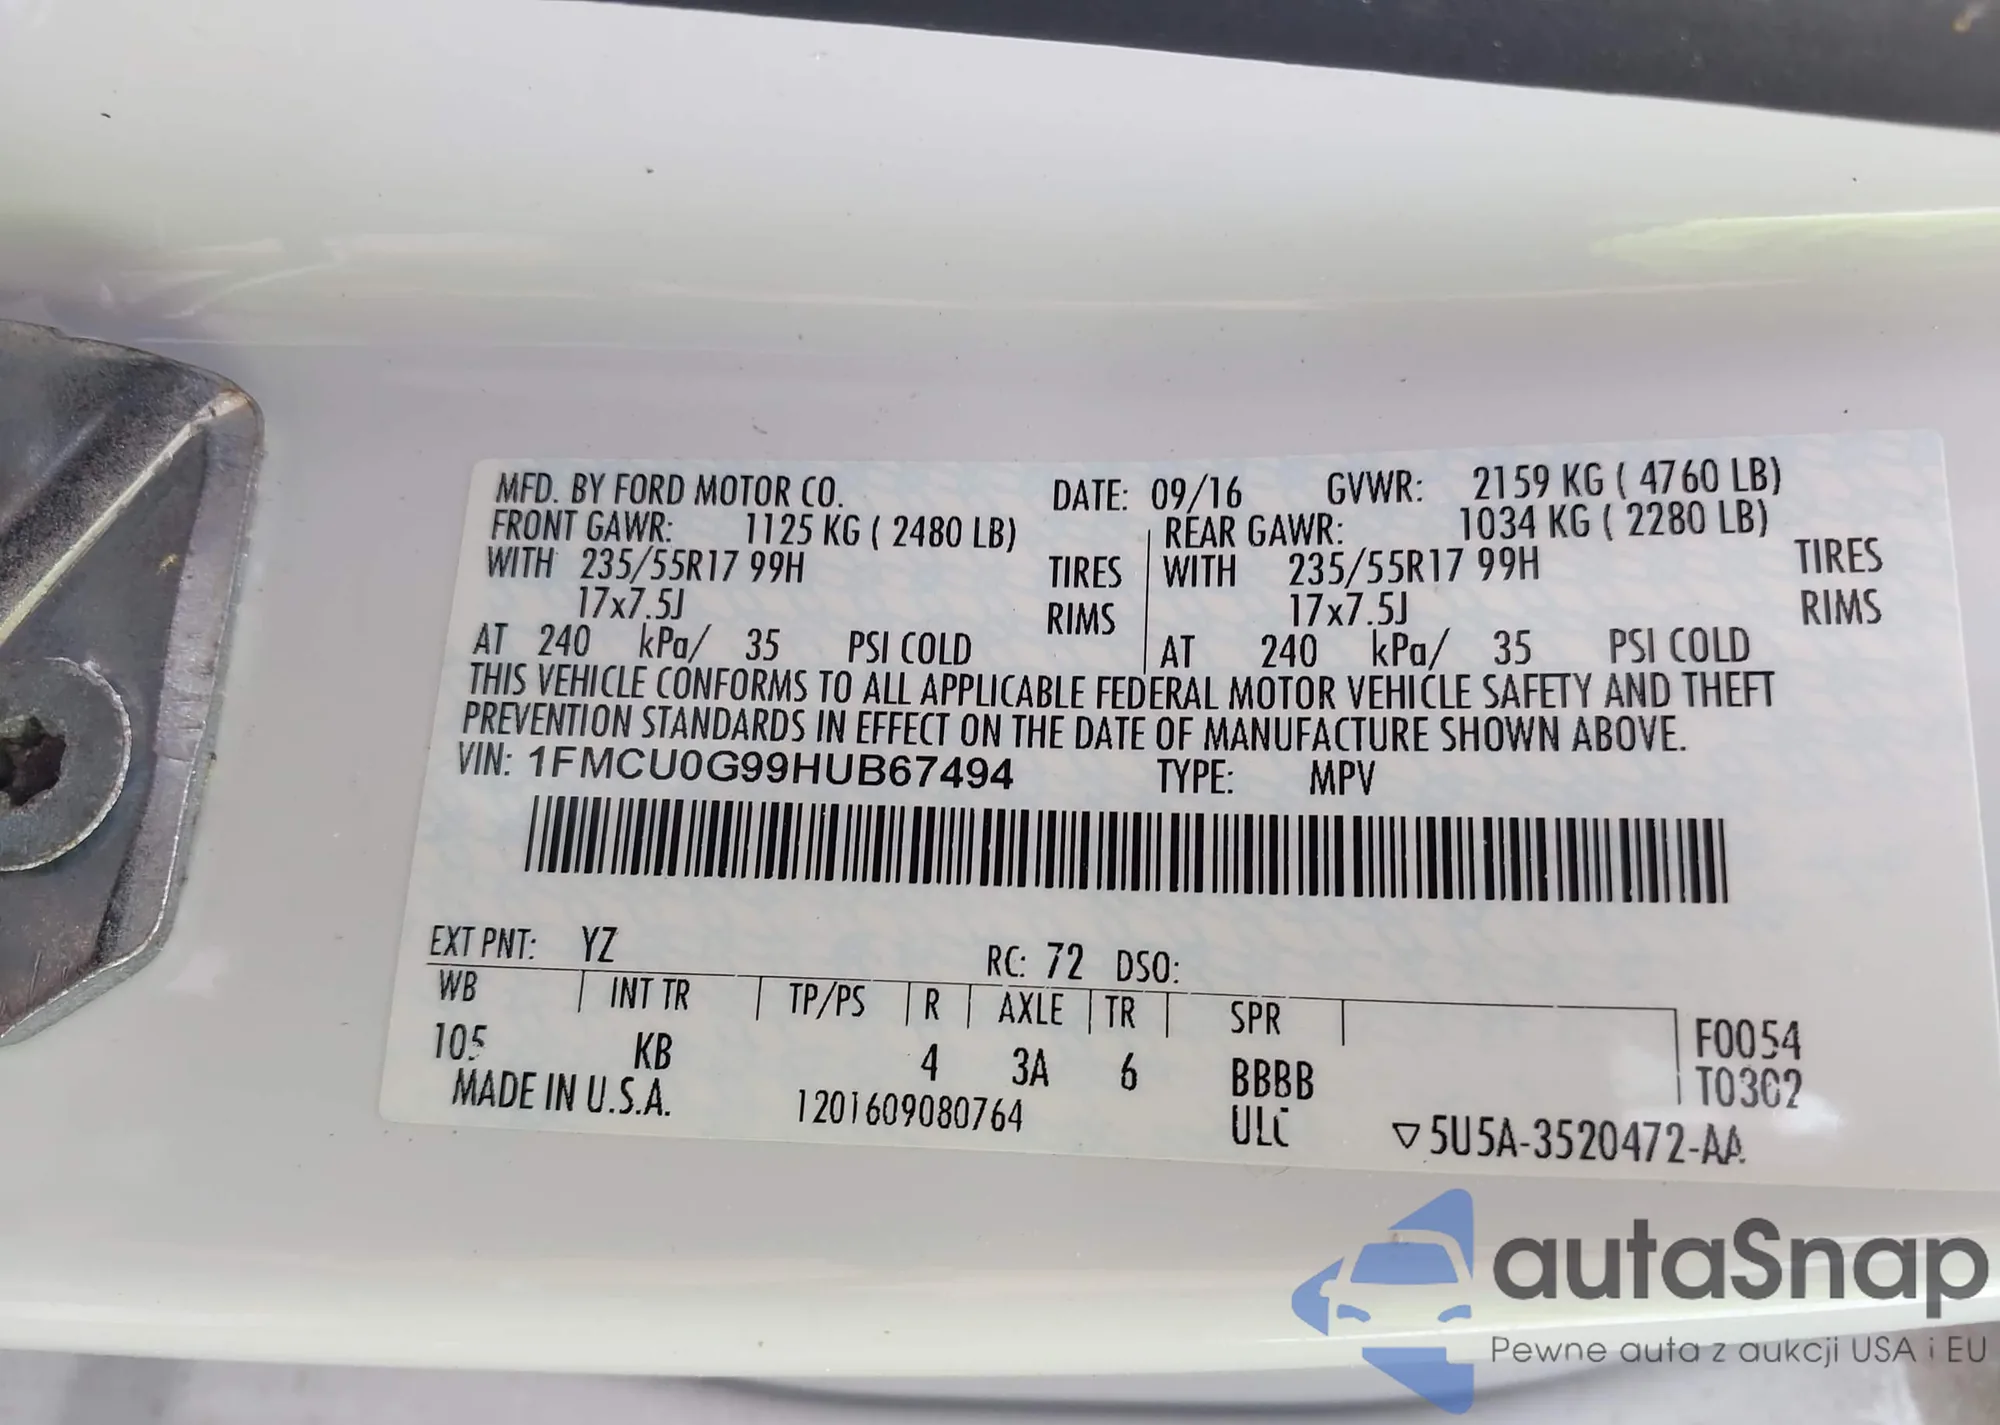 MFD. BY FORD MOTOR CO. DATE: 09/16 GVWR: 2159 KG ( 4760 LB)
FRONT GAWR: 1125 KG ( 2480 LB) REAR GAWR: 1034 KG ( 2280 LB)
WITH 235/55R17 99H TIRES WITH 235/55R17 99H TIRES
17x7.5J RIMS 17x7.5J RIMS
AT 240 kPa/ 35 PSI COLD AT 240 kPa/ 35 PSI COLD
THIS VEHICLE CONFORMS TO ALL APPLICABLE FEDERAL MOTOR VEHICLE SAFETY AND THEFT
PREVENTION STANDARDS IN EFFECT ON THE DATE OF MANUFACTURE SHOWN ABOVE.
VIN: 1FMCU0G99HUB67494 TYPE: MPV
EXT PNT: YZ RC: 72 DSO:
WB INT TR TP/PS R AXLE TR SPR F0054
105 KB 4 3A 6 BBBB T0302
MADE IN U.S.A. 1201609080764 ULC ▽5U5A-3520472-AA
autaSnap
Pewne auta z aukcji USA i EU